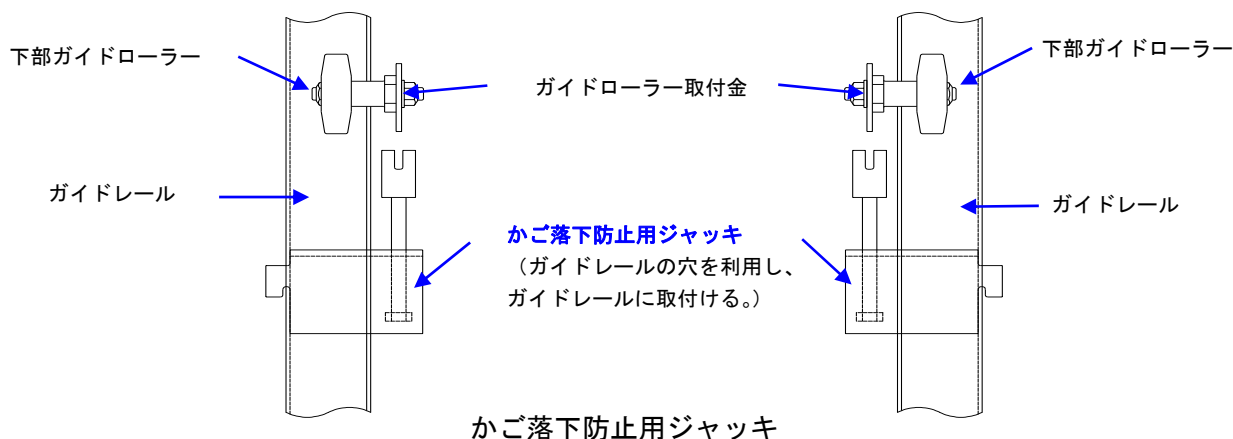 下部ガイドローラー
ガイドローラー取付金
下部ガイドローラー
ガイドレール
ガイドレール
かご落下防止用ジャッキ
(ガイドレールの穴を利用し、
ガイドレールに取付ける。)
かご落下防止用ジャッキ